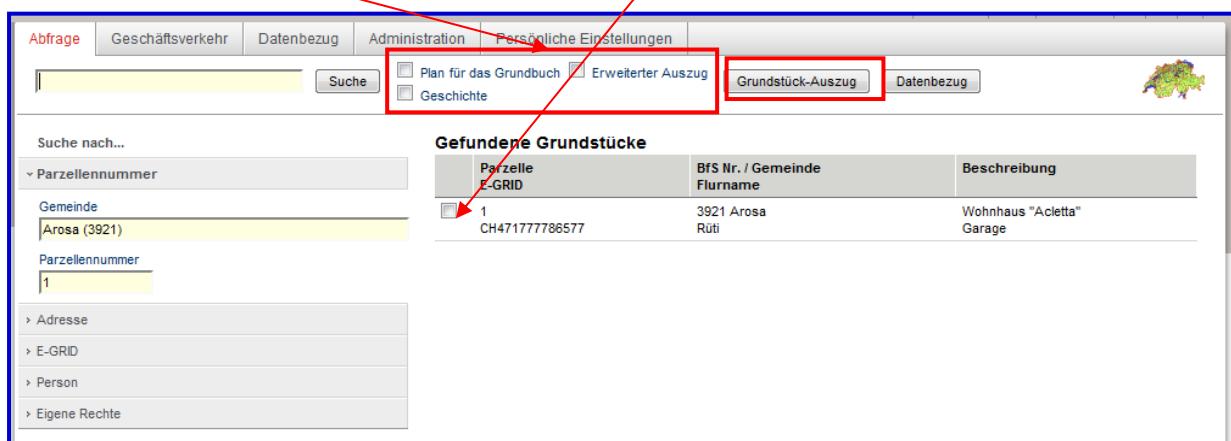 Abfrage Geschäftsverkehr Datenbezug Administration Persönliche Einstellungen
Suche Plan für das Grundbuch Erweiterter Auszug Grundstück-Auszug Datenbezug
Geschichte
Suche nach...
Parzellennummer
Gemeinde
Arosa (3921)
Parzellennummer
1
Adresse
E-GRID
Person
Eigene Rechte
Gefundene Grundstücke
Parzelle BfS Nr. / Gemeinde Beschreibung
E-GRID Flurname
1 3921 Arosa Wohnhaus "Acletta"
CH471777786577 Rüti Garage